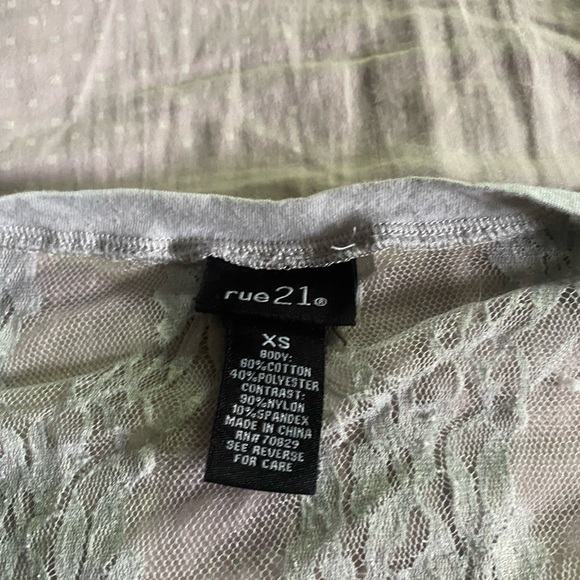 rue21®
XS
BODY:
60%COTTON
40%POLYESTER
CONTRAST:
90%NYLON
10%SPANDEX
MADE IN CHINA
RN#70829
SEE REVERSE
FOR CARE